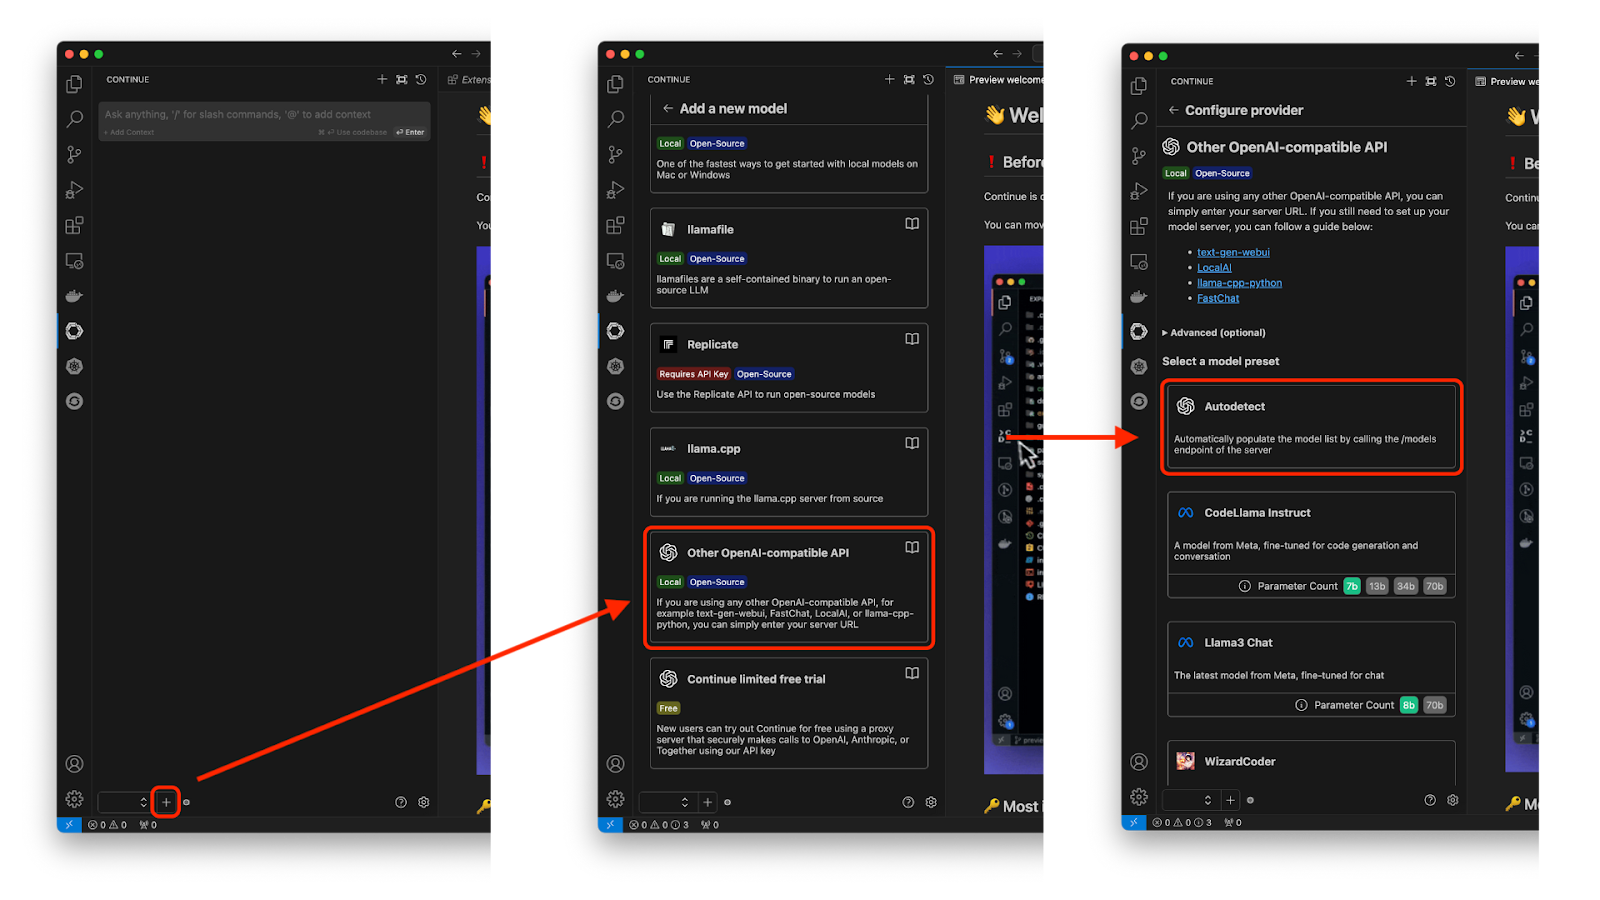 CONTINUE
Extens
Ask anything, '/' for slash commands, '@' to add context
+ Add Context
Use codebase
Enter
Co
You
0 0
0
CONTINUE
Preview welcome
Add a new model
Local Open-Source
One of the fastest ways to get started with local models on
Mac or Windows
llamafile
Local Open-Source
llamafiles are a self-contained binary to run an open-
source LLM
Replicate
Requires API Key Open-Source
Use the Replicate API to run open-source models
llama.cpp
Local Open-Source
If you are running the llama.cpp server from source
Other OpenAI-compatible API
Local Open-Source
If you are using any other OpenAI-compatible API, for
example text-gen-webui, FastChat, LocalAI, or llama-cpp-
python, you can simply enter your server URL
Continue limited free trial
Free
New users can try out Continue for free using a proxy
server that securely makes calls to OpenAI, Anthropic, or
Together using our API key
Wel
Befor
Continue is c
You can mov
EXPL
preview
Most i
0 0 3
0
CONTINUE
Preview we
Configure provider
Other OpenAI-compatible API
Local Open-Source
If you are using any other OpenAI-compatible API, you can
simply enter your server URL. If you still need to set up your
model server, you can follow a guide below:
text-gen-webui
LocalAI
llama-cpp-python
FastChat
Advanced (optional)
Select a model preset
Autodetect
Automatically populate the model list by calling the /models
endpoint of the server
CodeLlama Instruct
A model from Meta, fine-tuned for code generation and
conversation
Parameter Count 7b 13b 34b 70b
Llama3 Chat
The latest model from Meta, fine-tuned for chat
Parameter Count 8b 70b
WizardCoder
W
Be
Contin
You car
Mo
0 0 3
0